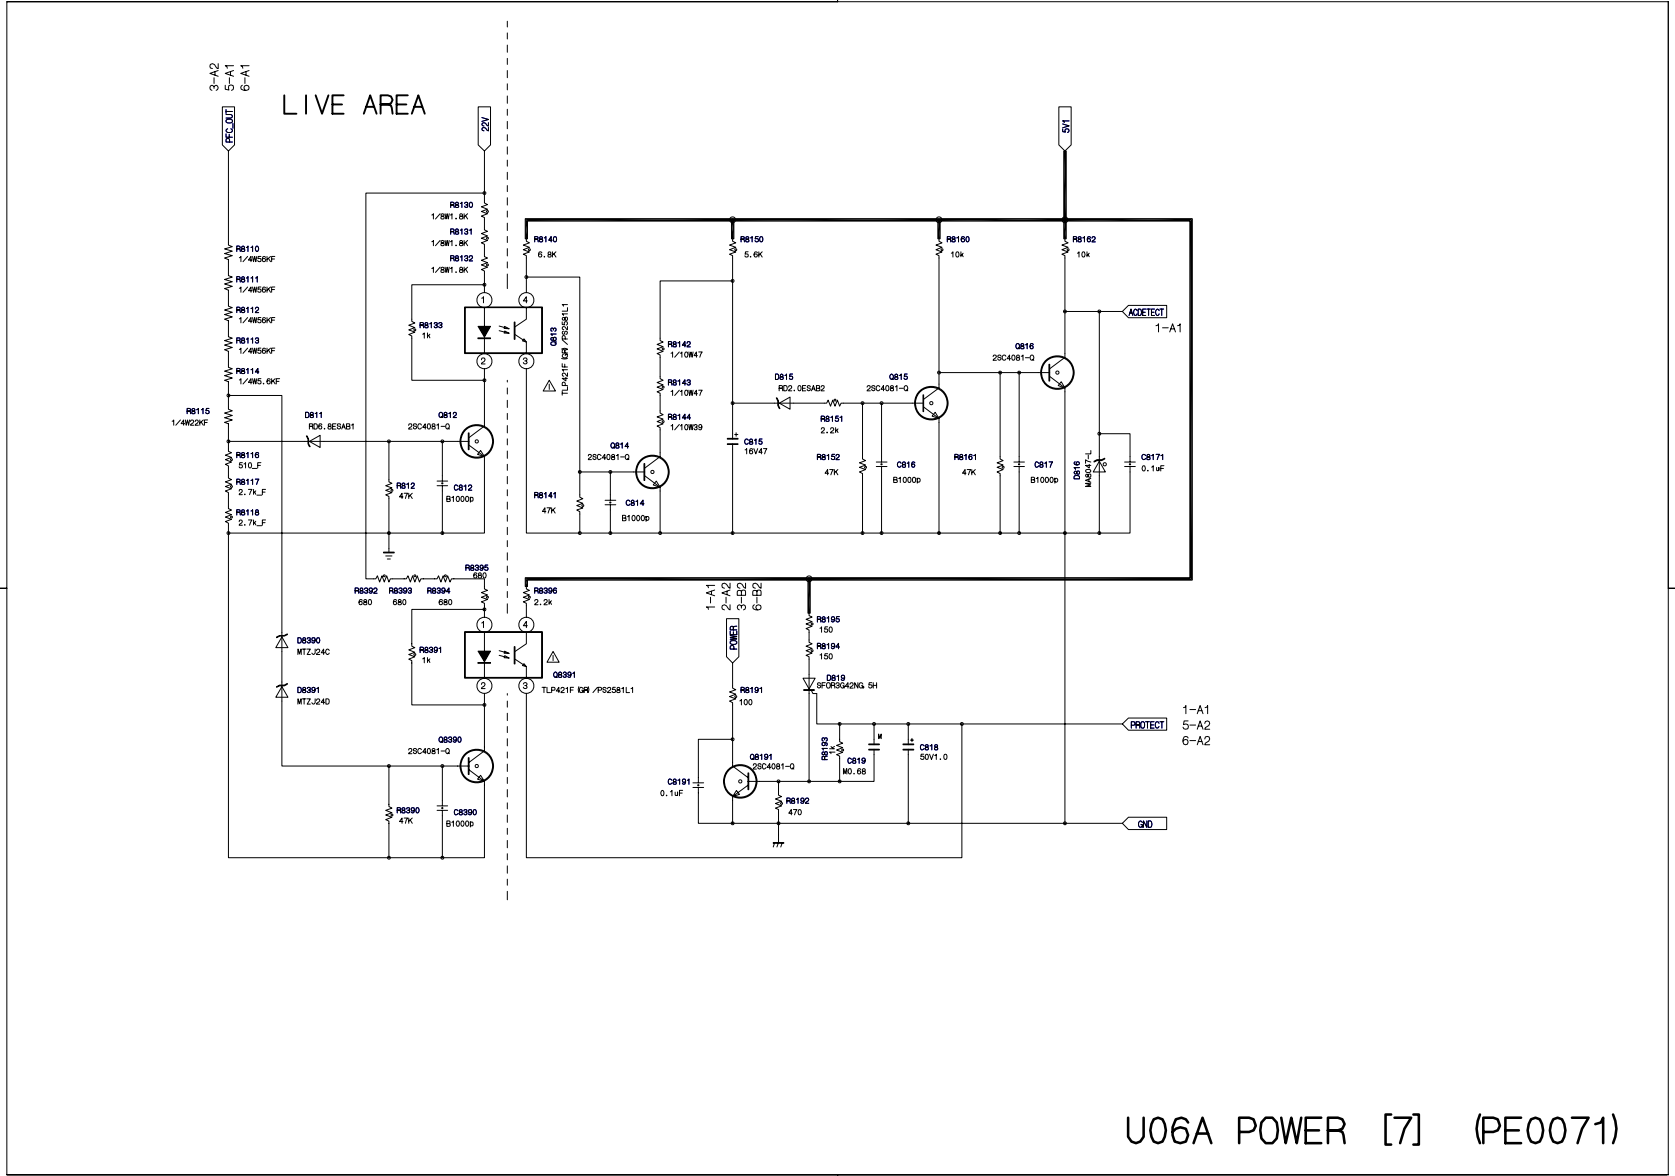 3-A2
5-A1
6-A1
LIVE AREA
PFC_OUT
22V
5V1
R8130
1/8W1.8K
R8131
1/8W1.8K
R8132
1/8W1.8K
R8110
1/4W56KF
R8111
1/4W56KF
R8112
1/4W56KF
R8113
1/4W56KF
R8114
1/4W5.6KF
R8115
1/4W22KF
R8116
510_F
R8117
2.7k_F
R8118
2.7k_F
D811
RD6.8ESAB1
R8133
1k
1
4
2
3
Q813
TLP421F (GR) /PS2581L1
Q812
2SC4081-Q
R812
47K
C812
B1000p
R8140
6.8K
R8150
5.6K
R8160
10k
R8162
10k
ACDETECT
1-A1
R8142
1/10W47
R8143
1/10W47
R8144
1/10W39
Q814
2SC4081-Q
R8141
47K
C814
B1000p
C815
16V47
D815
RD2.0ESAB2
R8151
2.2k
R8152
47K
C816
B1000p
Q815
2SC4081-Q
R8161
47K
C817
B1000p
Q816
2SC4081-Q
D816
MA8047-L
C8171
0.1uF
R8392
680
R8393
680
R8394
680
R8395
680
R8396
2.2k
R8391
1k
1
4
2
3
Q8391
TLP421F (GR) /PS2581L1
D8390
MTZJ24C
D8391
MTZJ24D
Q8390
2SC4081-Q
R8390
47K
C8390
B1000p
1-A1
2-A2
3-B2
6-B2
POWER
R8191
100
R8195
150
R8194
150
D819
SF0R3G42NG.5H
Q8191
2SC4081-Q
C8191
0.1uF
R8192
470
R8193
1k
M
C819
M0.68
C818
50V1.0
PROTECT
1-A1
5-A2
6-A2
GND
U06A POWER [7] (PE0071)